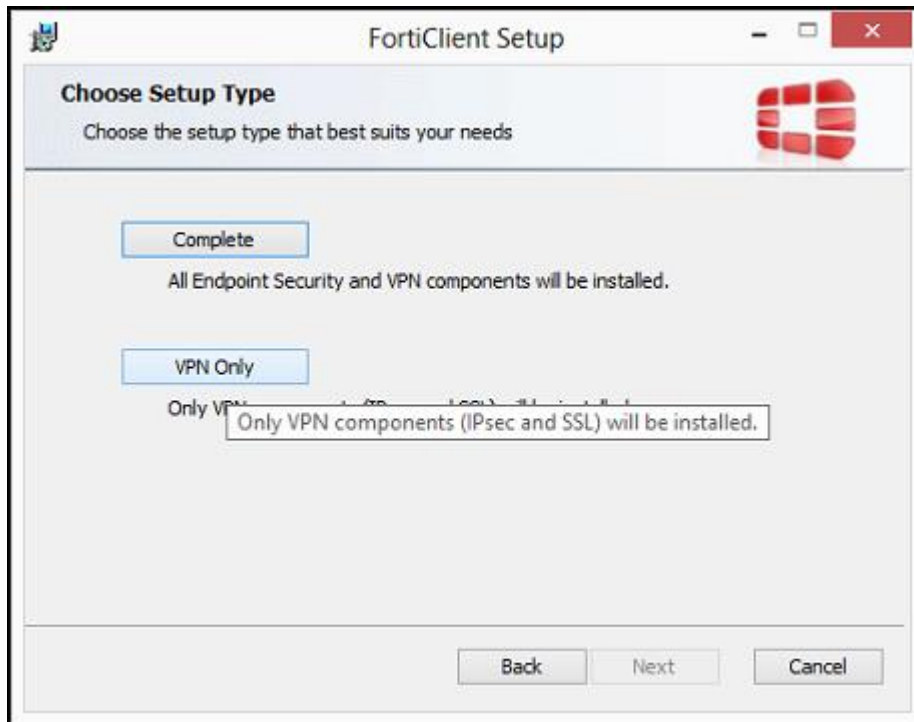 FortiClient Setup
Choose Setup Type
Choose the setup type that best suits your needs
Complete
All Endpoint Security and VPN components will be installed.
VPN Only
Only
Only VPN components (IPsec and SSL) will be installed.
Back Next Cancel